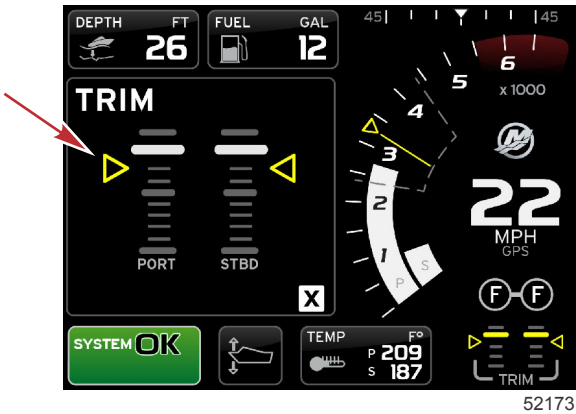 DEPTH FT
26
FUEL GAL
12
45 45
TRIM
PORT STBD
X
6
5
4
3
2
1
x 1000
P S
22
MPH
GPS
F F
SYSTEM OK
TEMP F°
P 209
S 187
TRIM
52173